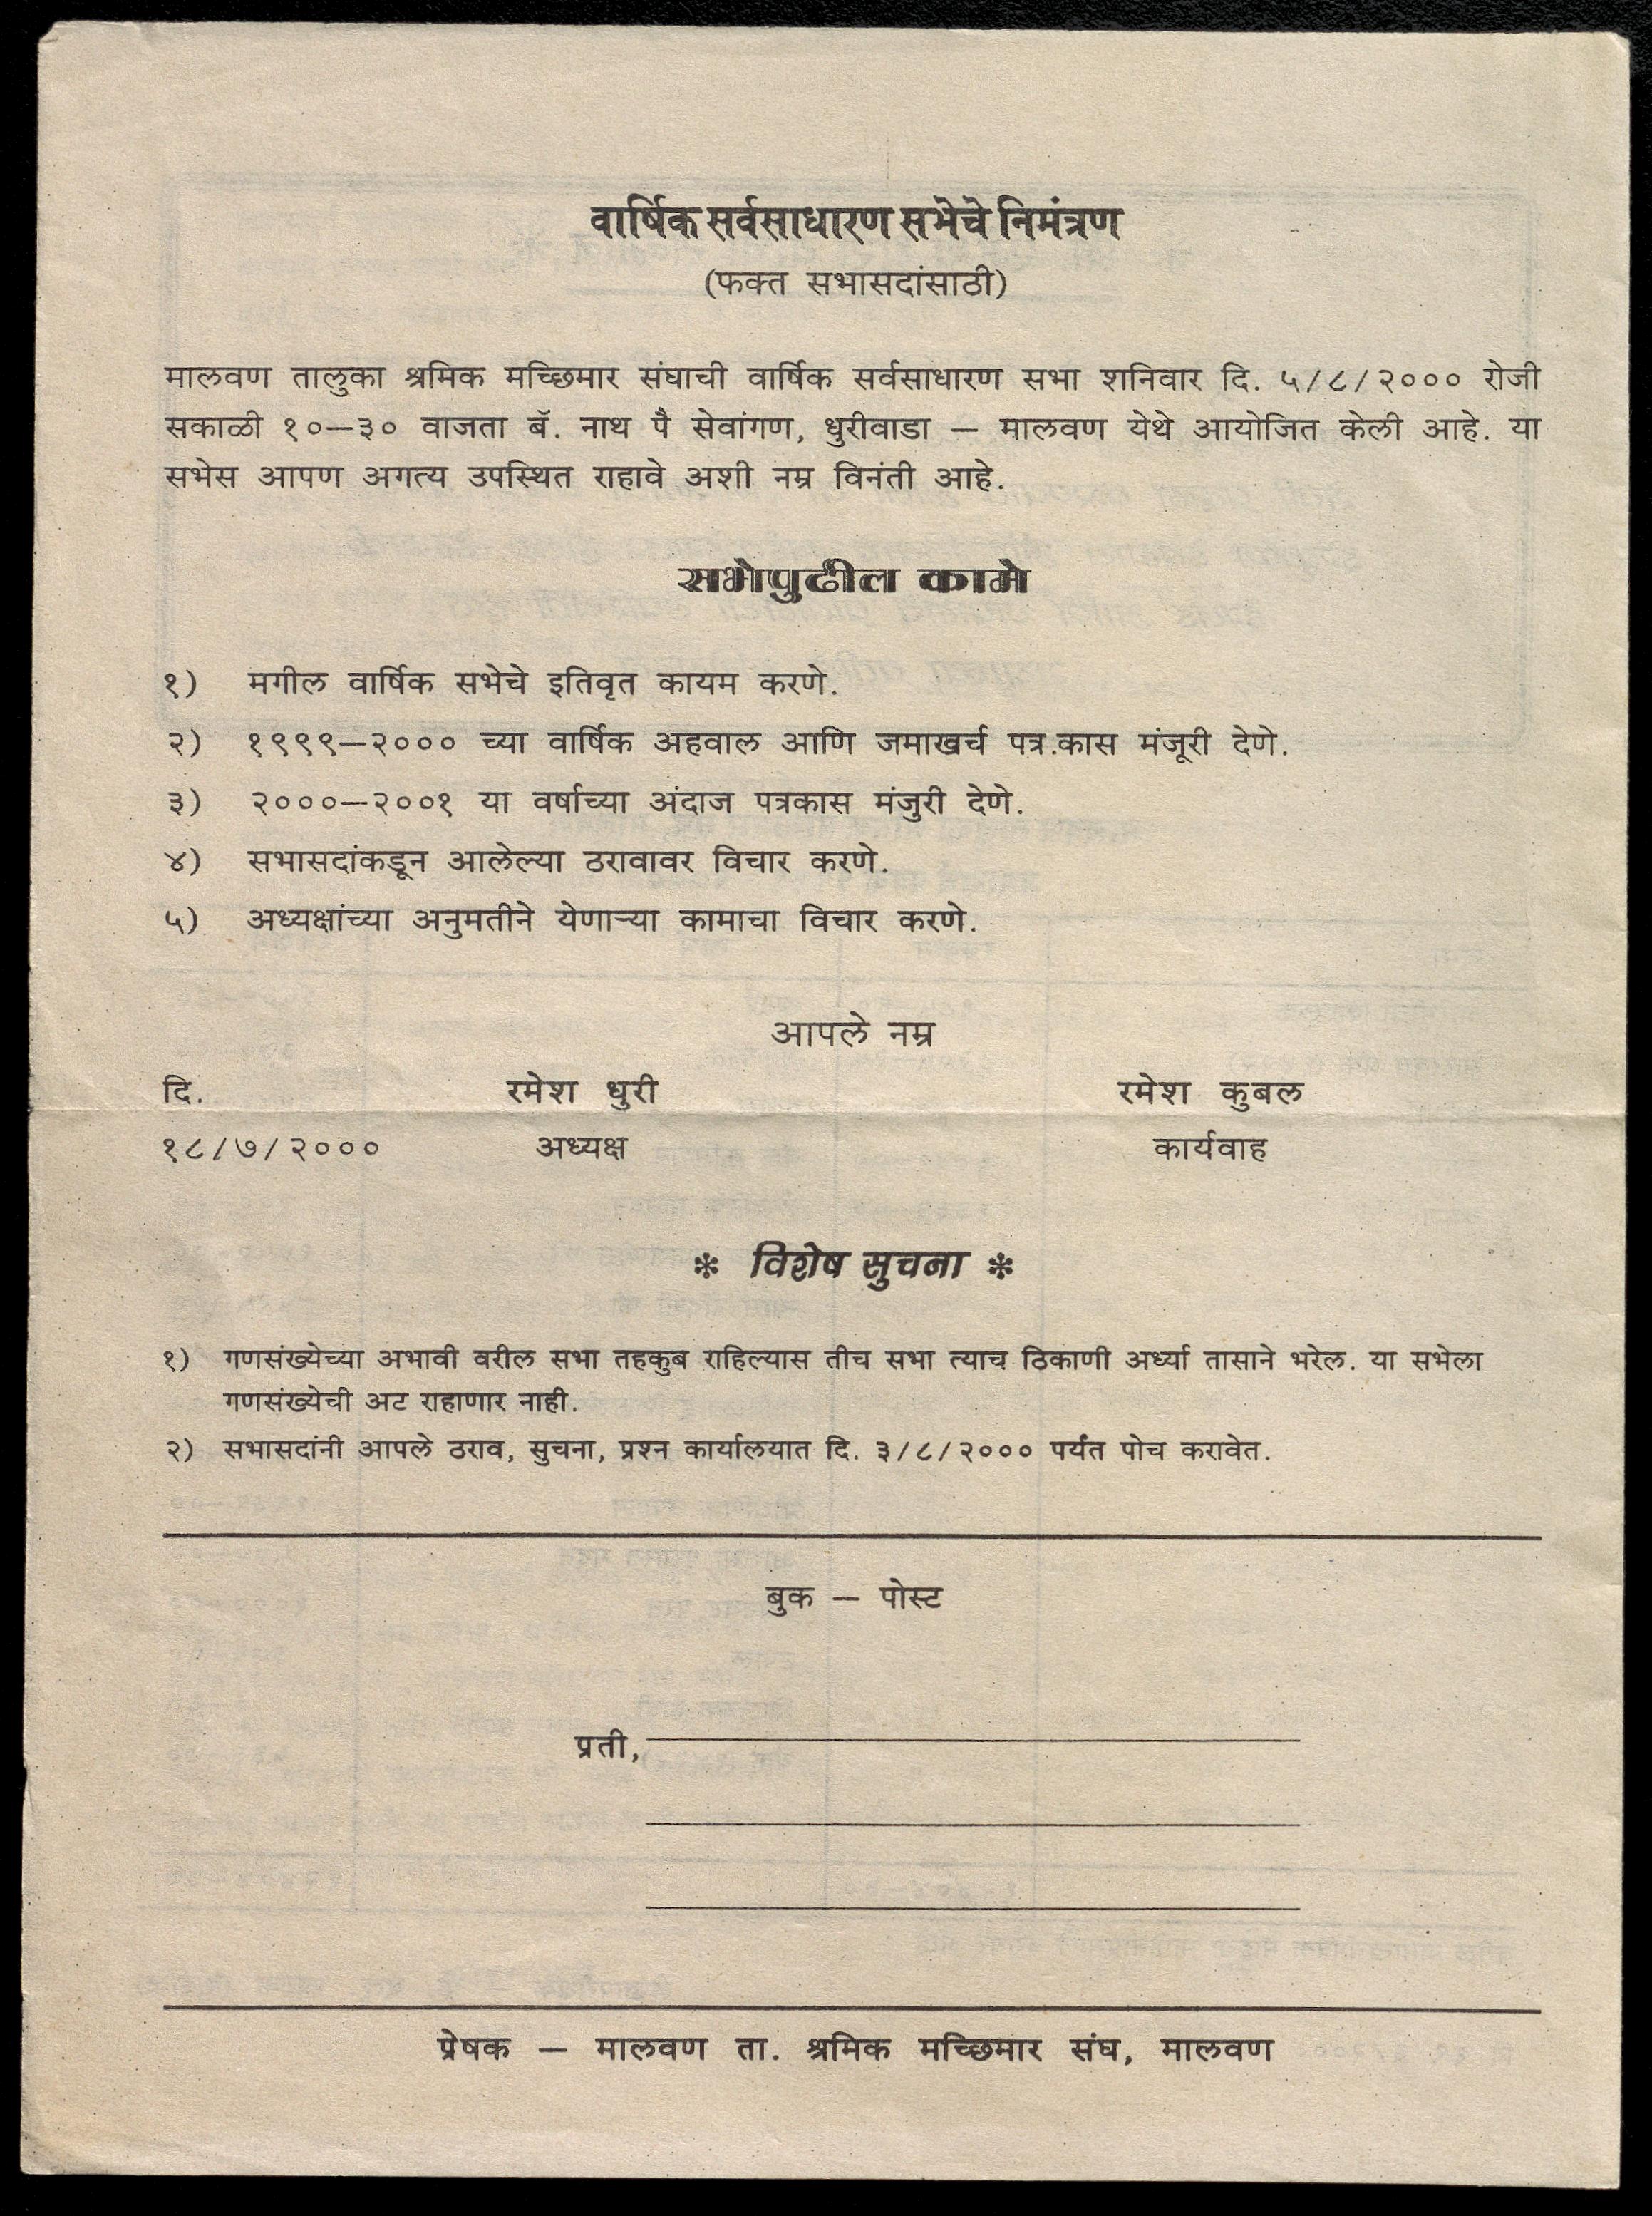 वार्षिक सर्वसाधारण सभेचे निमंत्रण
(फक्त सभासदांसाठी)
मालवण तालुका श्रमिक मच्छिमार संघाची वार्षिक सर्वसाधारण सभा शनिवार दि. ५/८/२००० रोजी
सकाळी १०—३० वाजता बॅ. नाथ पै सेवांगण, धुरीवाडा — मालवण येथे आयोजित केली आहे. या
सभेस आपण अगत्य उपस्थित राहावे अशी नम्र विनंती आहे.
सभेपुढील कामे
१) मगील वार्षिक सभेचे इतिवृत कायम करणे.
२) १९९९—२००० च्या वार्षिक अहवाल आणि जमाखर्च पत्र.कास मंजूरी देणे.
३) २०००—२००१ या वर्षाच्या अंदाज पत्रकास मंजुरी देणे.
४) सभासदांकडून आलेल्या ठरावावर विचार करणे.
५) अध्यक्षांच्या अनुमतीने येणाऱ्या कामाचा विचार करणे.
आपले नम्र
दि. रमेश धुरी रमेश कुबल
१८/७/२००० अध्यक्ष कार्यवाह
* विशेष सुचना *
१) गणसंख्येच्या अभावी वरील सभा तहकुब राहिल्यास तीच सभा त्याच ठिकाणी अर्ध्या तासाने भरेल. या सभेला
गणसंख्येची अट राहाणार नाही.
२) सभासदांनी आपले ठराव, सुचना, प्रश्न कार्यालयात दि. ३/८/२००० पर्यंत पोच करावेत.
बुक — पोस्ट
प्रती,
प्रेषक — मालवण ता. श्रमिक मच्छिमार संघ, मालवण